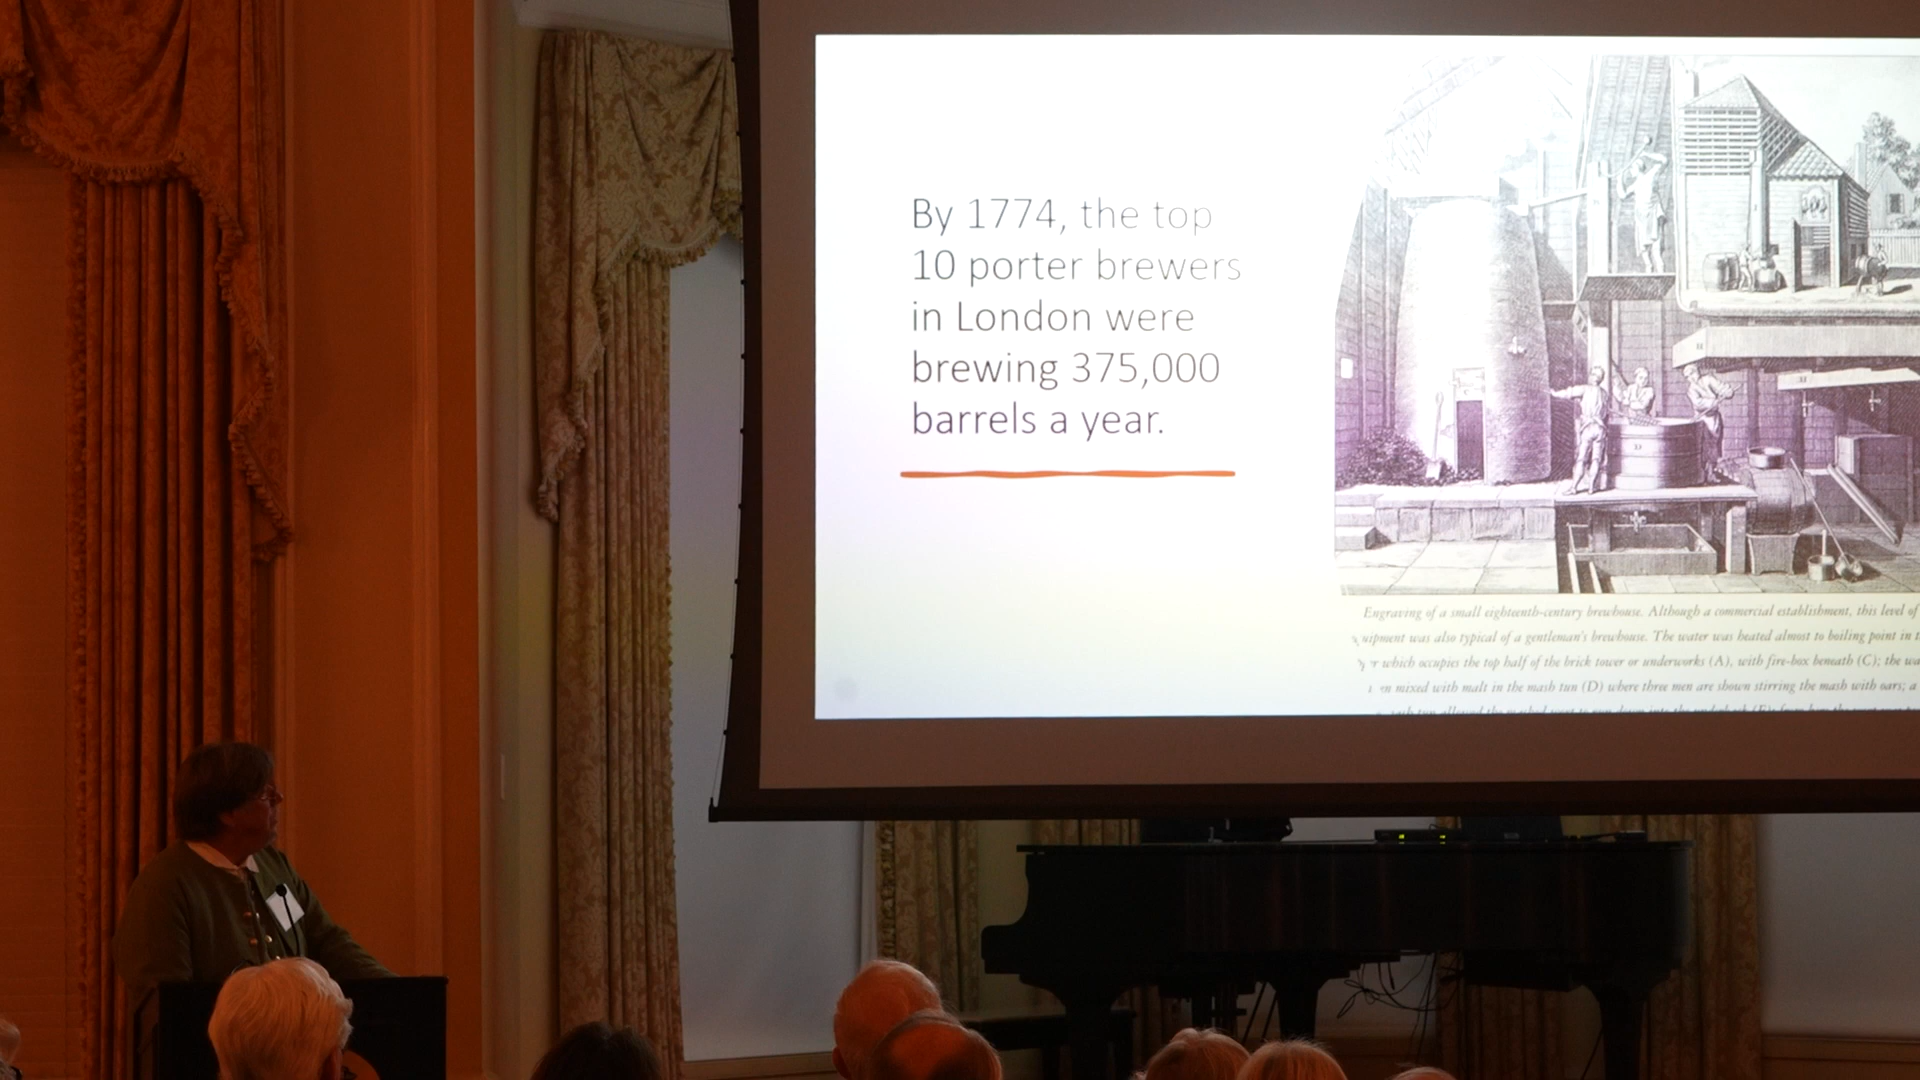 By 1774, the top
10 porter brewers
in London were
brewing 375,000
barrels a year.
Engraving of a small eighteenth-century brewhouse. Although a commercial establishment, this level of
was also typical of a gentleman's brewhouse. The water was heated almost to boiling point in
which occupies the top half of the brick tower or underworks (A), with fire-box beneath (C); the
mixed with malt in the mash tun (D) where three men are shown stirring the mash with oars; a